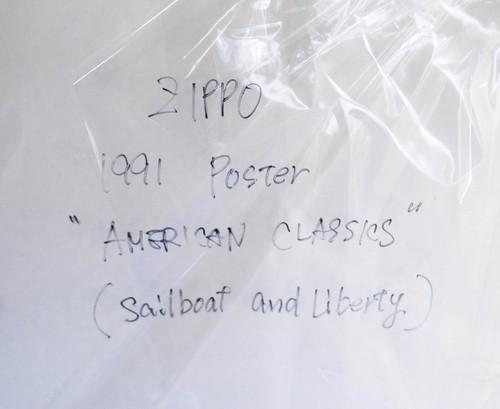 ZIPPO
1991 Poster
"AMERICAN CLASSICS"
(Sailboat and Liberty)